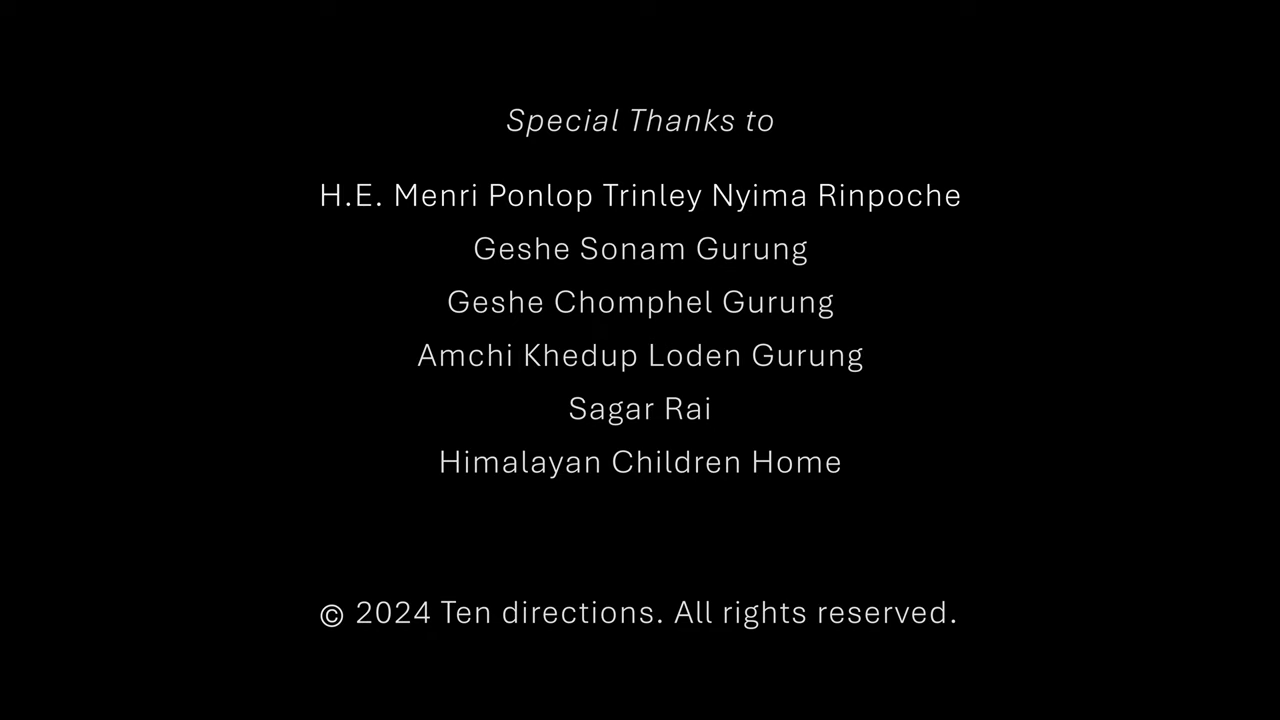 Special Thanks to
H.E. Menri Ponlop Trinley Nyima Rinpoche
Geshe Sonam Gurung
Geshe Chomphel Gurung
Amchi Khedup Loden Gurung
Sagar Rai
Himalayan Children Home
© 2024 Ten directions. All rights reserved.